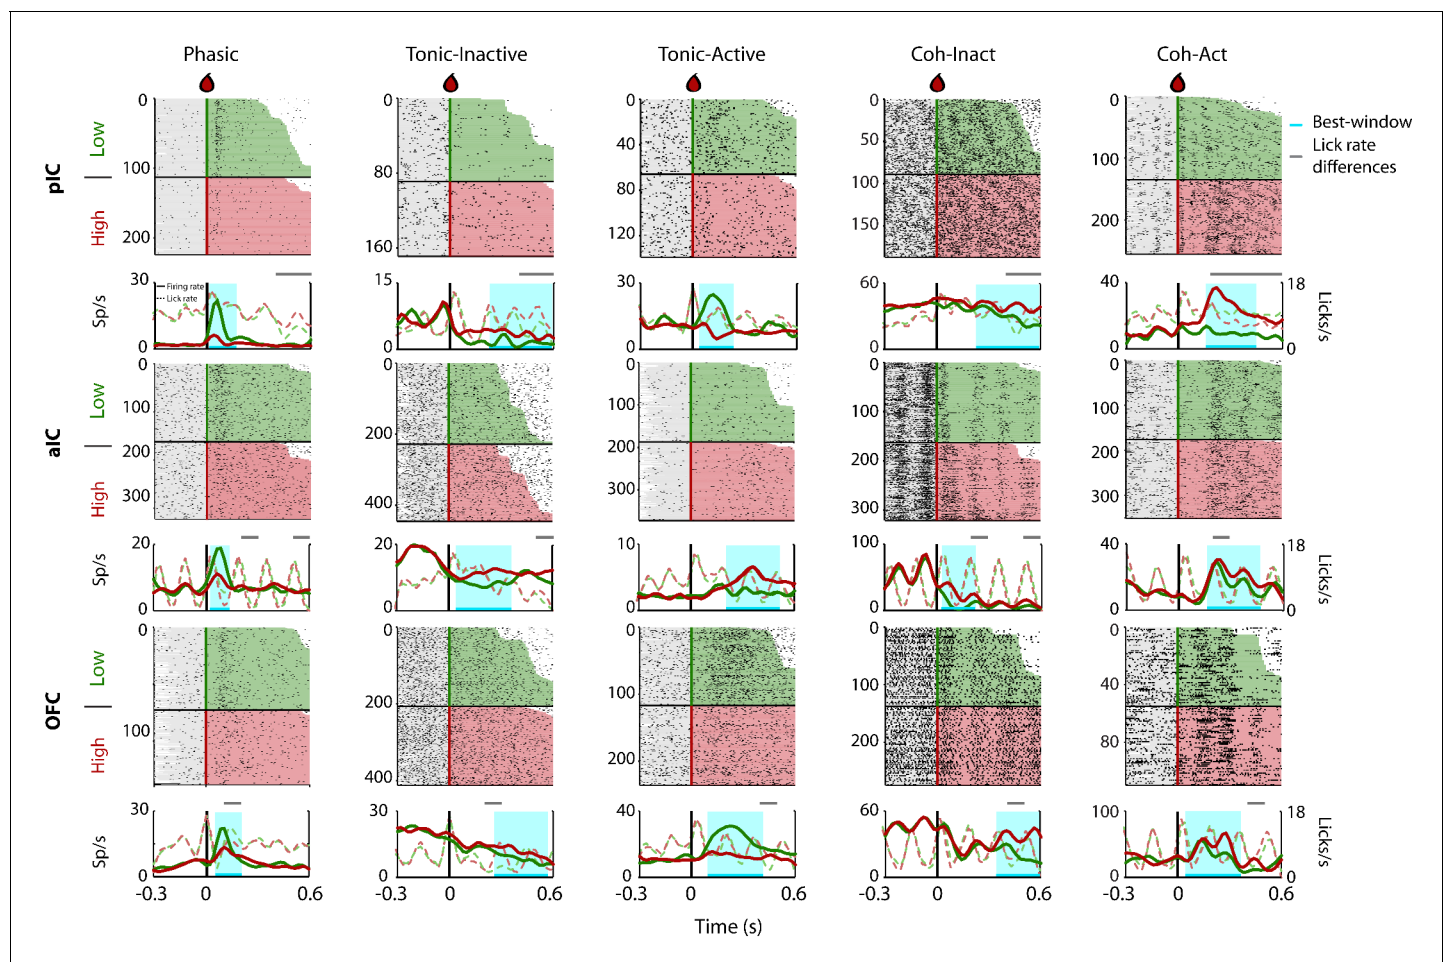 Phasic Tonic-Inactive Tonic-Active Coh-Inact Coh-Act
pIC
Low
High
0 100 200
0 80 160
0 40 80 120
0 50 100 150
0 100 200
Best-window
Lick rate
differences
Sp/s
30 0
Firing rate
Lick rate
15 0
30 0
60 0
40 0
18 0
Licks/s
aIC
Low
High
0 100 200 300
0 200 400
0 100 200 300
0 100 200 300
0 100 200 300
Sp/s
20 0
20 0
10 0
100 0
40 0
18 0
Licks/s
OFC
Low
High
0 100
0 200 400
0 100 200
0 100 200
0 40 80
Sp/s
30 0
30 0
40 0
60 0
100 0
18 0
Licks/s
-0.3 0 0.6 -0.3 0 0.6 -0.3 0 0.6 -0.3 0 0.6 -0.3 0 0.6
Time (s)